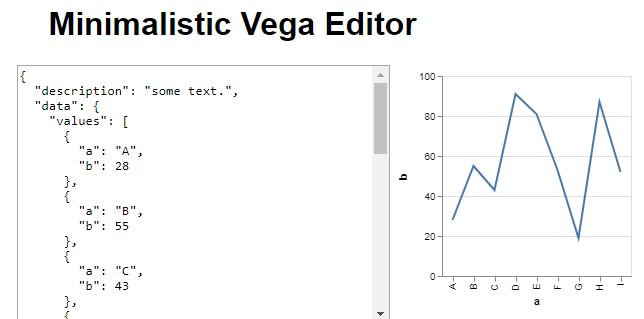 Minimalistic Vega Editor
{
  "description": "some text.",
  "data": {
    "values": [
      {
        "a": "A",
        "b": 28
      },
      {
        "a": "B",
        "b": 55
      },
      {
        "a": "C",
        "b": 43
      },
      {
100
80
60
40
20
0
b
A B C D E F G H I
a